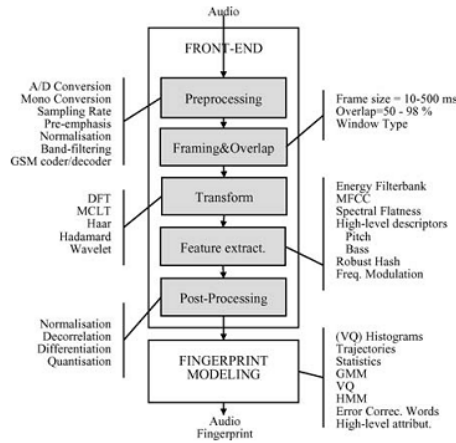 Audio
FRONT-END
A/D Conversion
Mono Conversion
Sampling Rate
Pre-emphasis
Normalisation
Band-filtering
GSM coder/decoder
Preprocessing
Framing&Overlap
Frame size = 10-500 ms
Overlap=50 - 98 %
Window Type
DFT
MCLT
Haar
Hadamard
Wavelet
Transform
Feature extract.
Energy Filterbank
MFCC
Spectral Flatness
High-level descriptors
Pitch
Bass
Robust Hash
Freq. Modulation
Post-Processing
Normalisation
Decorrelation
Differentiation
Quantisation
FINGERPRINT
MODELING
(VQ) Histograms
Trajectories
Statistics
GMM
VQ
HMM
Error Correc. Words
High-level attribut.
Audio
Fingerprint